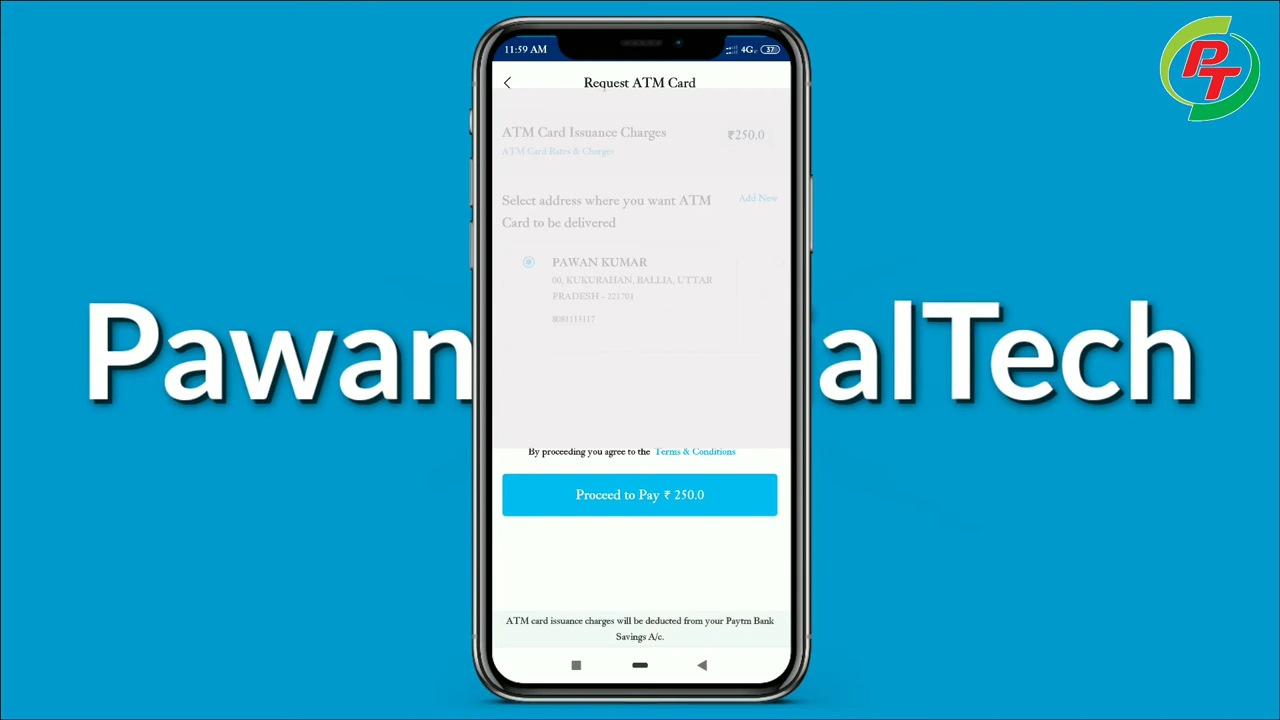 PT
11:59 AM
4G
37
Request ATM Card
ATM Card Issuance Charges
₹250.0
ATM Card Rates & Charges
Select address where you want ATM
Card to be delivered
Add New
PAWAN KUMAR
00, KUKURAHAN, BALLIA, UTTAR
PRADESH - 221701
8081113117
Pawan
alTech
By proceeding you agree to the Terms & Conditions
Proceed to Pay ₹ 250.0
ATM card issuance charges will be deducted from your Paytm Bank
Savings A/c.